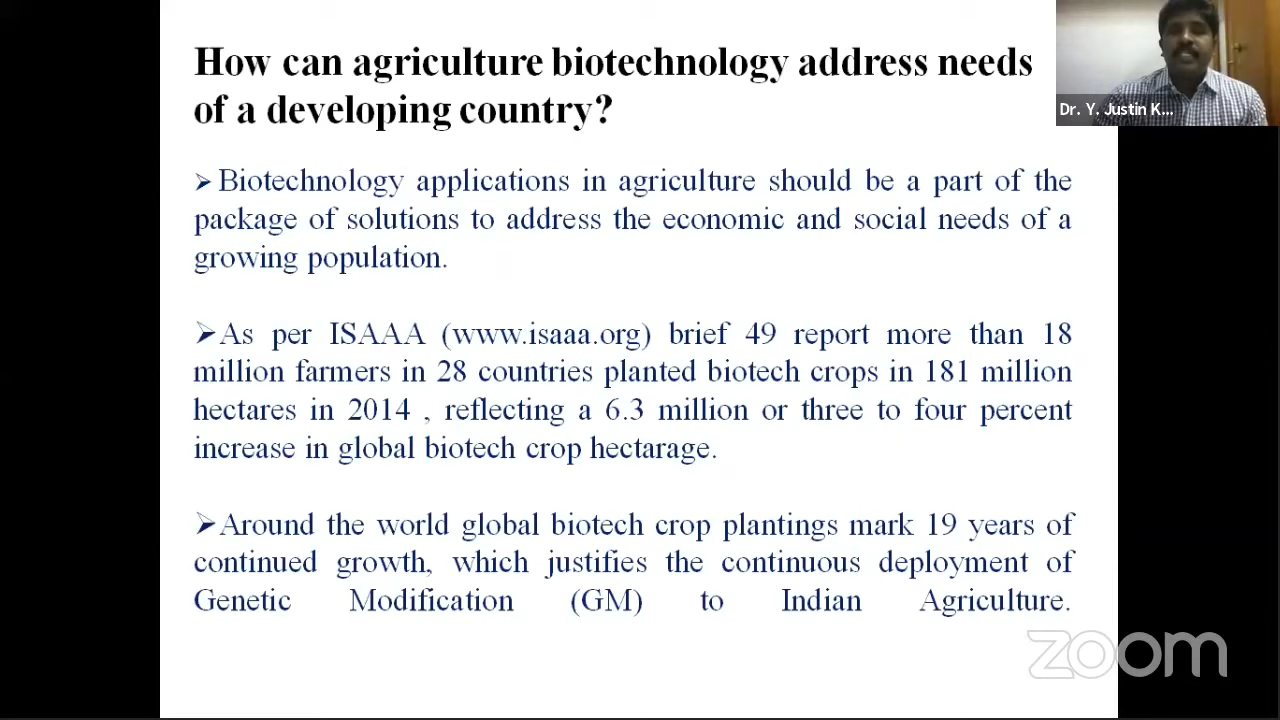 How can agriculture biotechnology address needs
of a developing country?
Dr. Y. Justin K...
➢Biotechnology applications in agriculture should be a part of the
package of solutions to address the economic and social needs of a
growing population.
➢As per ISAAA (www.isaaa.org) brief 49 report more than 18
million farmers in 28 countries planted biotech crops in 181 million
hectares in 2014 , reflecting a 6.3 million or three to four percent
increase in global biotech crop hectarage.
➢Around the world global biotech crop plantings mark 19 years of
continued growth, which justifies the continuous deployment of
Genetic Modification (GM) to Indian Agriculture.
zoom